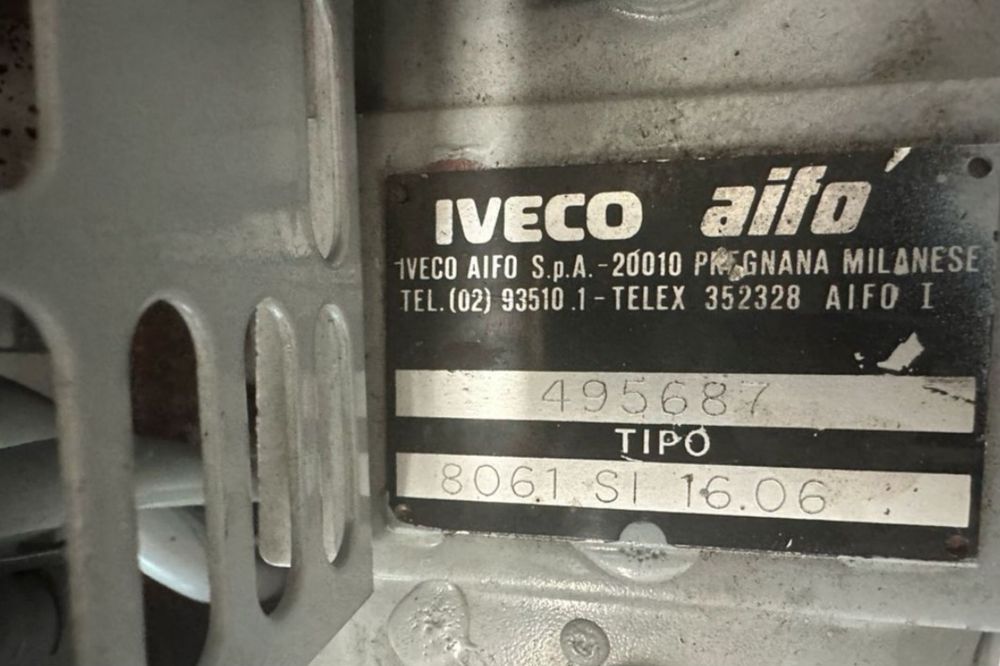 IVECO aifo
IVECO AIFO S.p.A. - 20010 PREGNANA MILANESE
TEL. (02) 93510.1 - TELEX 352328 AIFO I
495687
TIPO
8061 SI 16.06